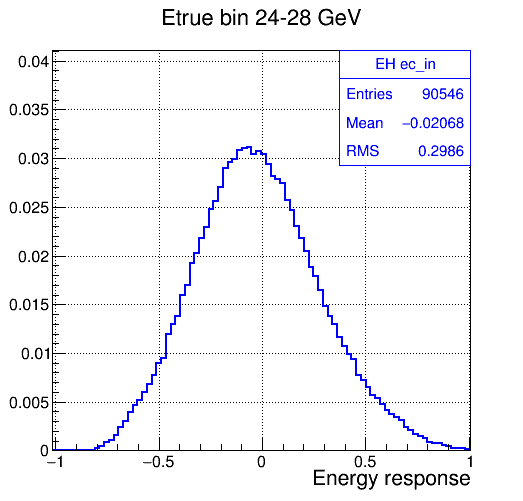 Etrue bin 24-28 GeV
0.04
0.035
0.03
0.025
0.02
0.015
0.01
0.005
0
EH ec_in
Entries 90546
Mean −0.02068
RMS 0.2986
−1 −0.5 0 0.5 1
Energy response